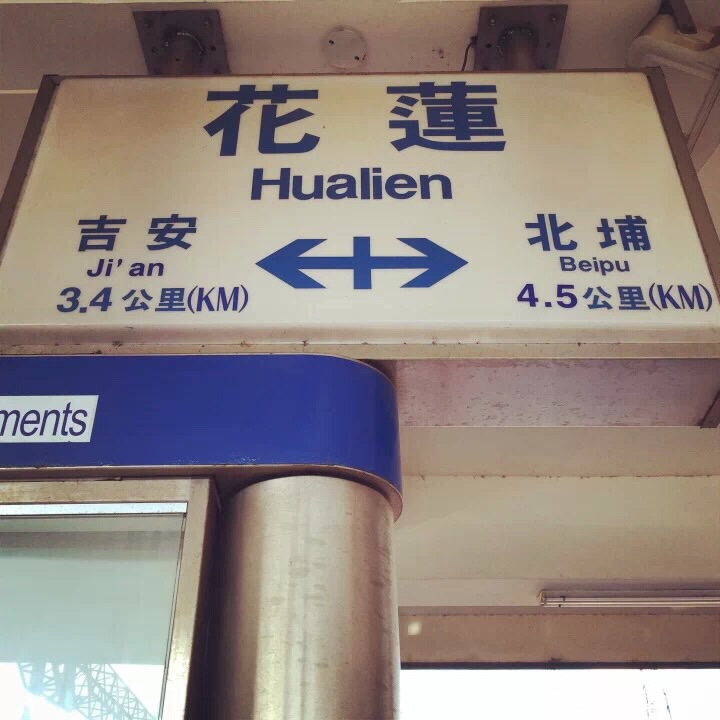 花蓮
Hualien
吉安
Ji'an
3.4公里(KM)
北埔
Beipu
4.5公里(KM)
ments